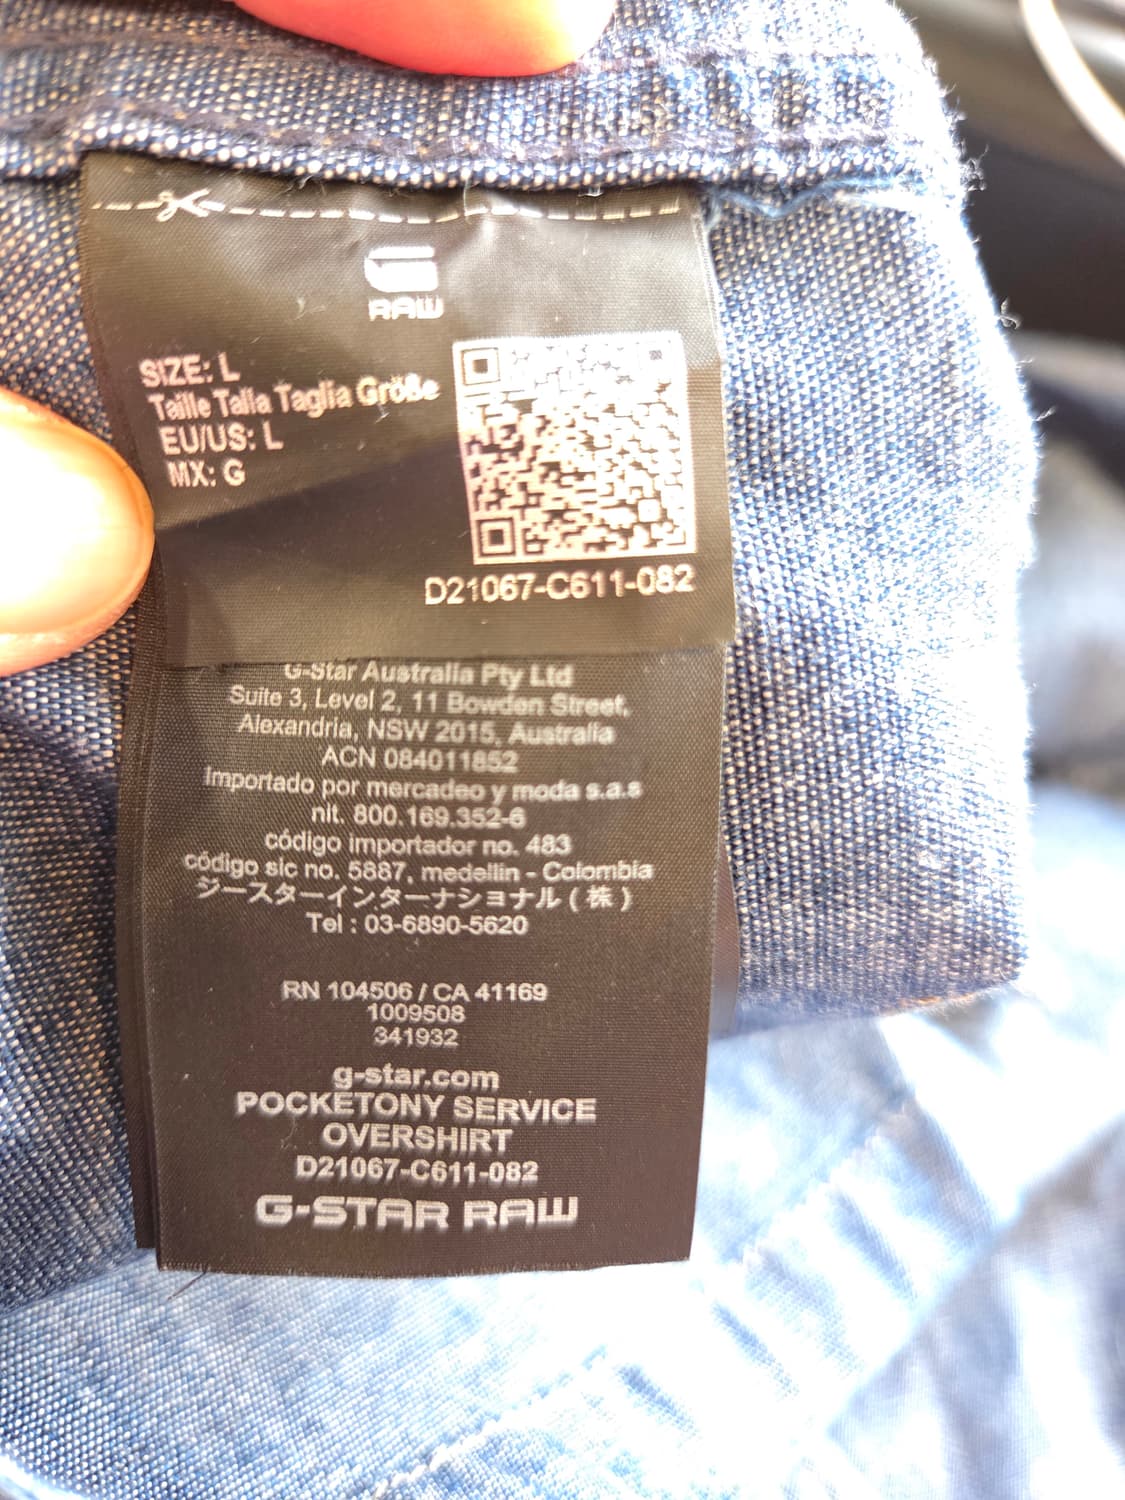 RAW
SIZE: L
Taille Talla Taglia Größe
EU/US: L
MX: G
D21067-C611-082
G-Star Australia Pty Ltd
Suite 3, Level 2, 11 Bowden Street,
Alexandria, NSW 2015, Australia
ACN 084011852
Importado por mercadeo y moda s.a.s
nit. 800.169.352-6
código importador no. 483
código sic no. 5887, medellin - Colombia
ジースターインターナショナル ( 株 )
Tel : 03-6890-5620
RN 104506 / CA 41169
1009508
341932
g-star.com
POCKETONY SERVICE
OVERSHIRT
D21067-C611-082
G-STAR RAW